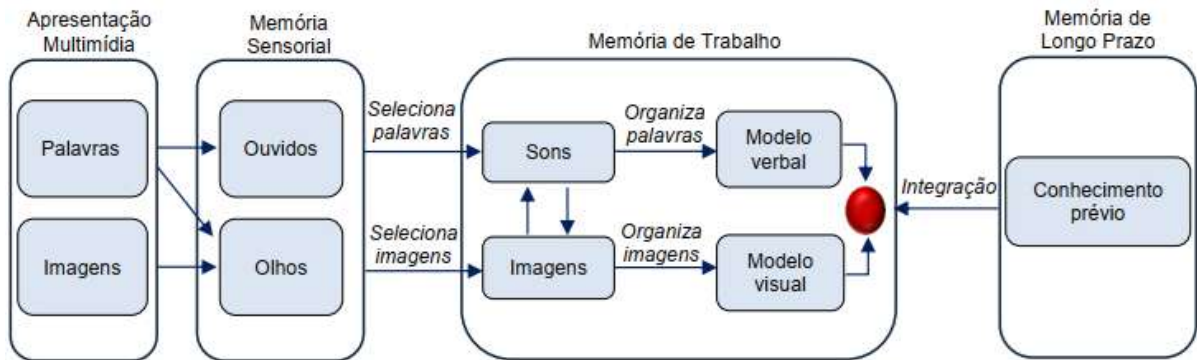 Apresentação
Multimídia
Memória
Sensorial
Memória de Trabalho
Memória de
Longo Prazo
Palavras
Imagens
Ouvidos
Olhos
Seleciona
palavras
Seleciona
imagens
Sons
Imagens
Organiza
palavras
Organiza
imagens
Modelo
verbal
Modelo
visual
Integração
Conhecimento
prévio